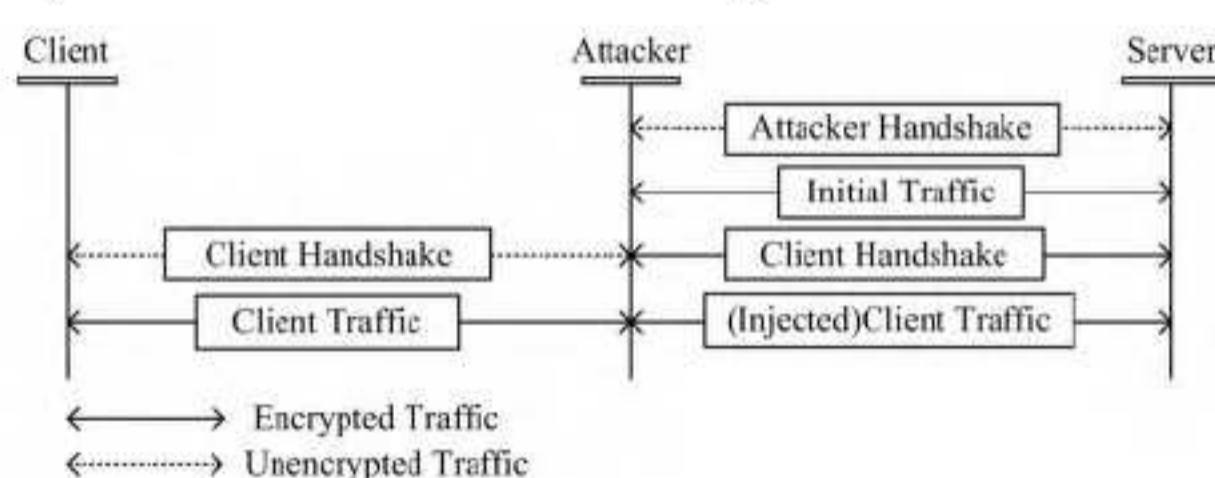 Client Attacker Server
Attacker Handshake
Initial Traffic
Client Handshake Client Handshake
Client Traffic (Injected)Client Traffic
Encrypted Traffic
Unencrypted Traffic